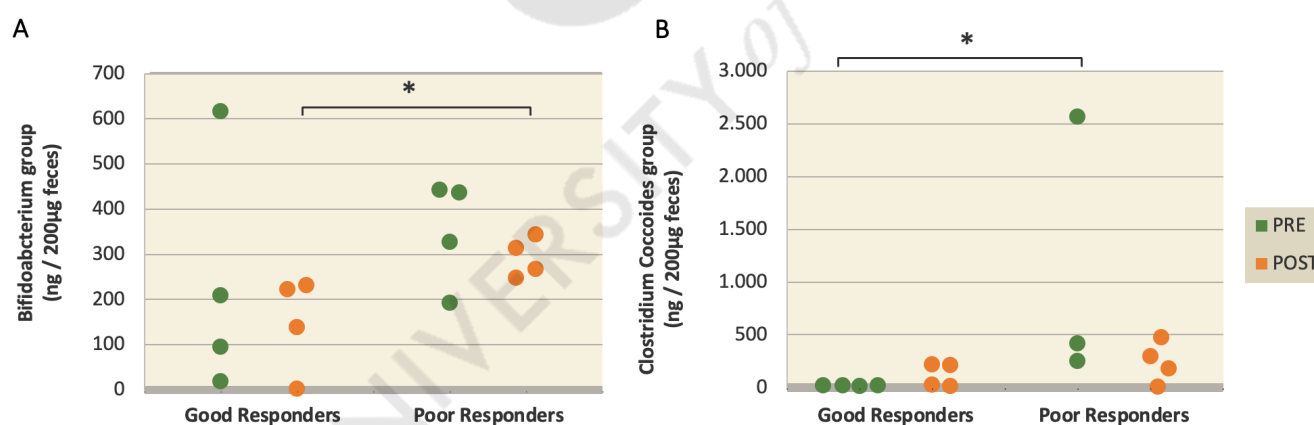 A
Bifidoabcterium group
(ng / 200µg feces)
700
600
500
400
300
200
100
0
*
Good Responders
Poor Responders
B
Clostridium Coccoides group
(ng / 200µg feces)
3.000
2.500
2.000
1.500
1.000
500
0
*
Good Responders
Poor Responders
PRE
POST
UNIVERSITY of